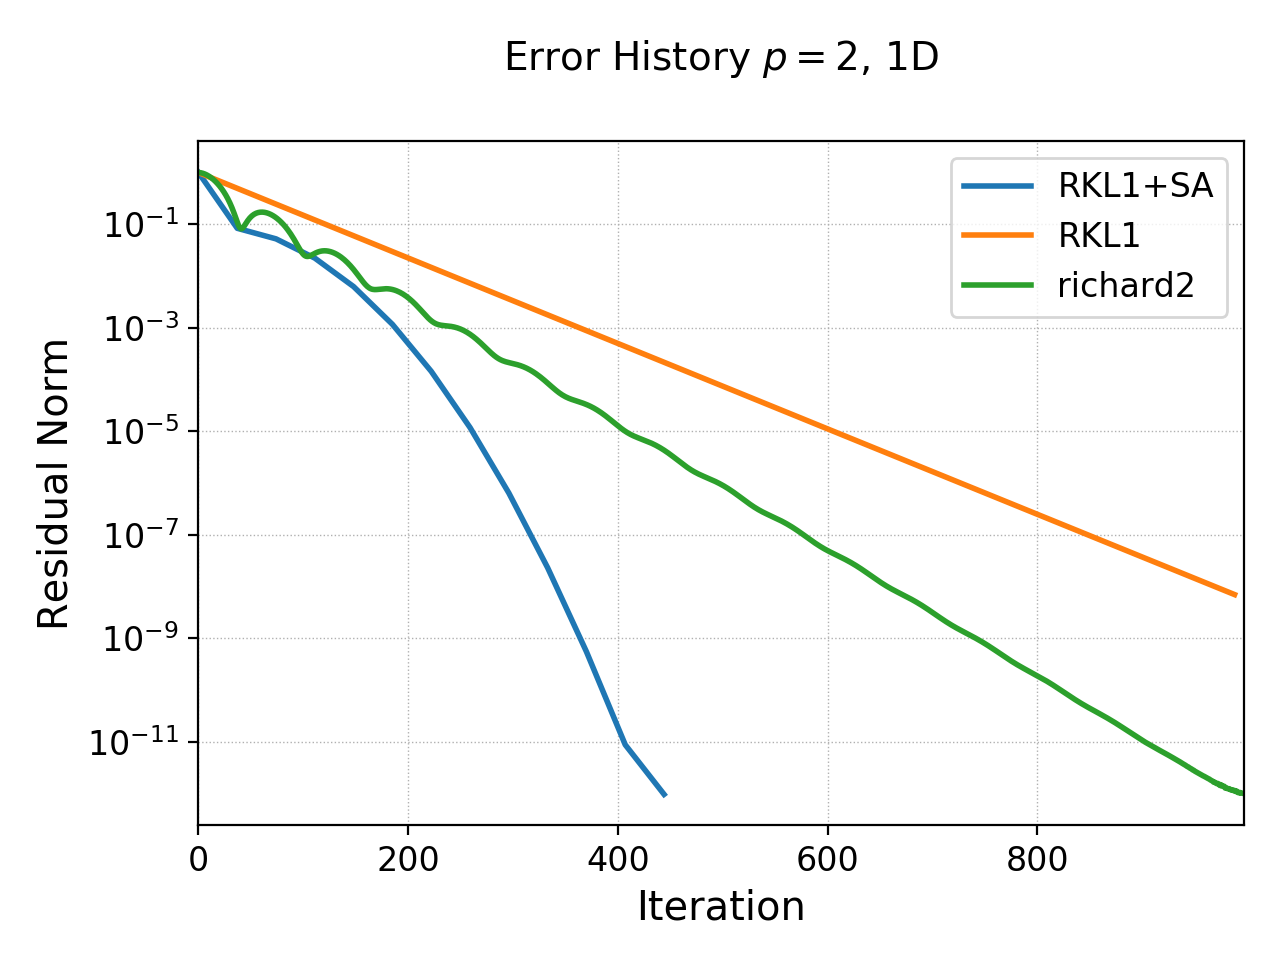 Error History p = 2, 1D
RKL1+SA
RKL1
richard2
Residual Norm
10⁻¹
10⁻³
10⁻⁵
10⁻⁷
10⁻⁹
10⁻¹¹
0 200 400 600 800
Iteration